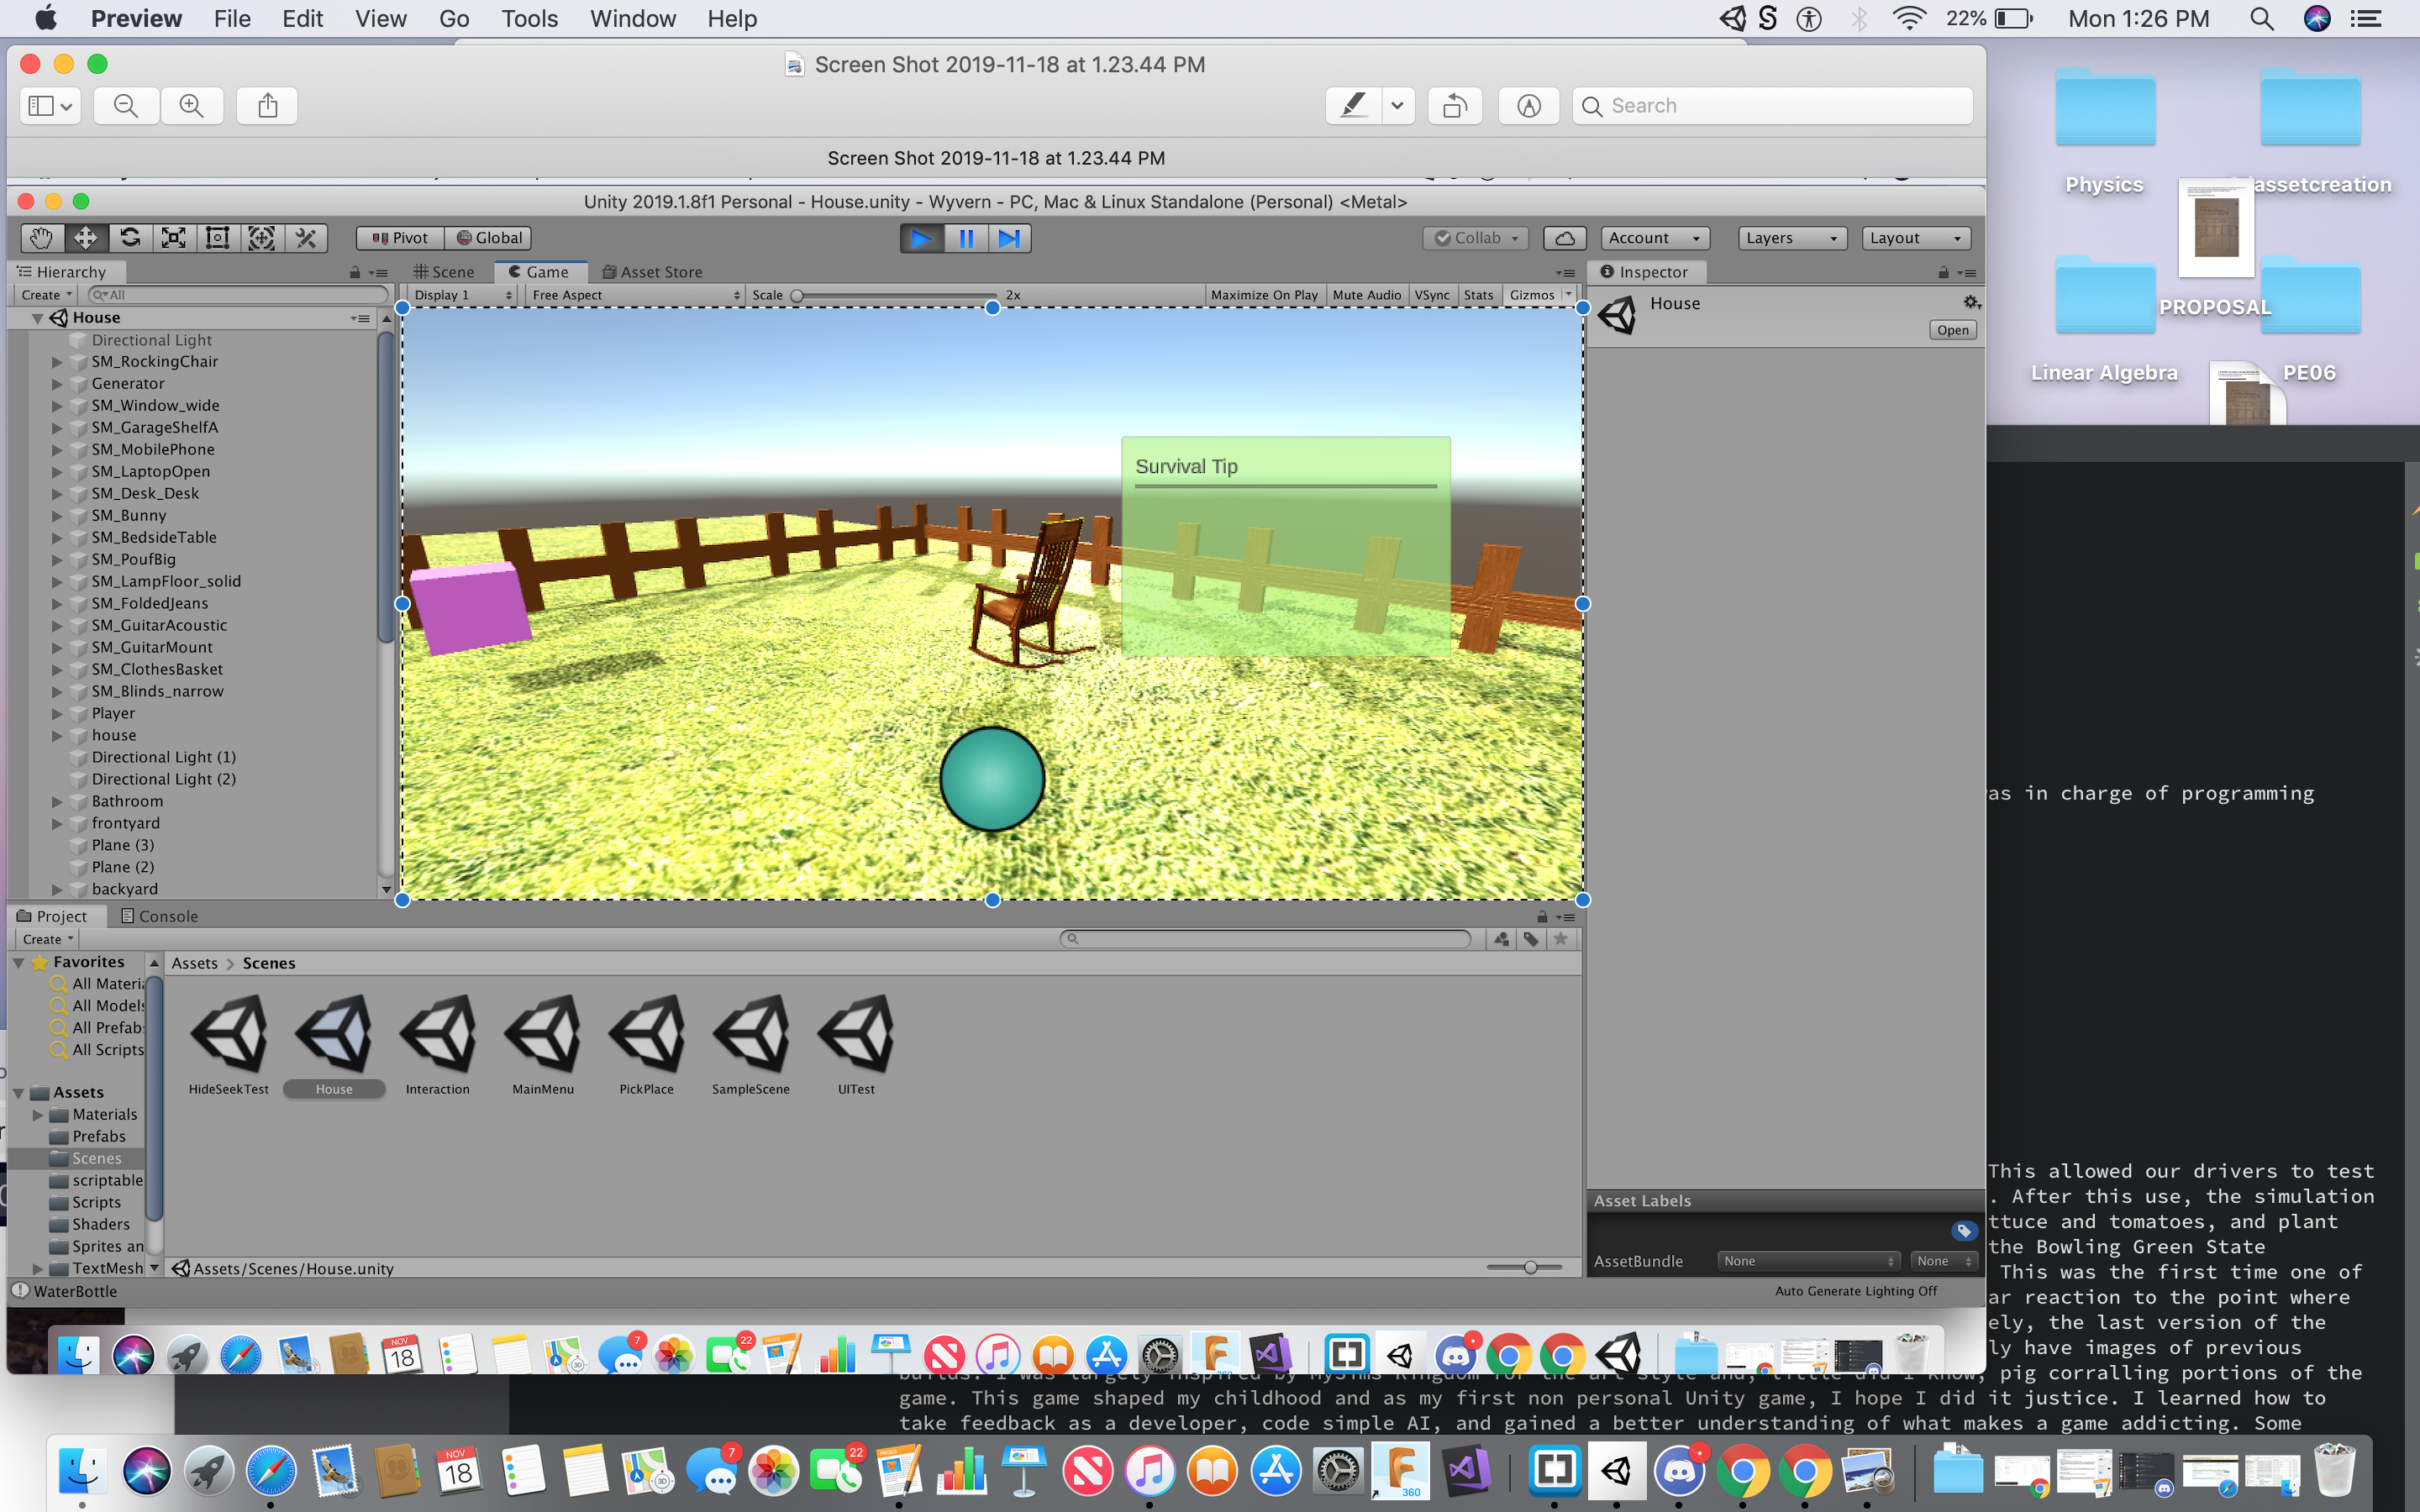 Preview File Edit View Go Tools Window Help
22% Mon 1:26 PM
Screen Shot 2019-11-18 at 1.23.44 PM
Search
Screen Shot 2019-11-18 at 1.23.44 PM
Unity 2019.1.8f1 Personal - House.unity - Wyvern - PC, Mac & Linux Standalone (Personal) <Metal>
Pivot Global
Collab Account Layers Layout
Hierarchy
Scene Game Asset Store
Inspector
Create All
Display 1 Free Aspect Scale 2x Maximize On Play Mute Audio VSync Stats Gizmos
House
Open
House
Directional Light
SM_RockingChair
Generator
SM_Window_wide
SM_GarageShelfA
SM_MobilePhone
SM_LaptopOpen
SM_Desk_Desk
SM_Bunny
SM_BedsideTable
SM_PoufBig
SM_LampFloor_solid
SM_FoldedJeans
SM_GuitarAcoustic
SM_GuitarMount
SM_ClothesBasket
SM_Blinds_narrow
Player
house
Directional Light (1)
Directional Light (2)
Bathroom
frontyard
Plane (3)
Plane (2)
backyard
Survival Tip
Project Console
Create
Favorites
All Materi
All Models
All Prefab
All Scripts
Assets
Materials
Prefabs
Scenes
scriptable
Scripts
Shaders
Sprites an
TextMesh
Assets > Scenes
HideSeekTest House Interaction MainMenu PickPlace SampleScene UITest
Assets/Scenes/House.unity
WaterBottle
Asset Labels
AssetBundle None None
Auto Generate Lighting Off
Physics
assetcreation
PROPOSAL
Linear Algebra
PE06
as in charge of programming
This allowed our drivers to test
. After this use, the simulation
ttuce and tomatoes, and plant
the Bowling Green State
This was the first time one of
ar reaction to the point where
ely, the last version of the
ly have images of previous
pig corralling portions of the
game. This game shaped my childhood and as my first non personal Unity game, I hope I did it justice. I learned how to
take feedback as a developer, code simple AI, and gained a better understanding of what makes a game addicting. Some
NOV
18
7
22
360
NOV
18
7
22
360